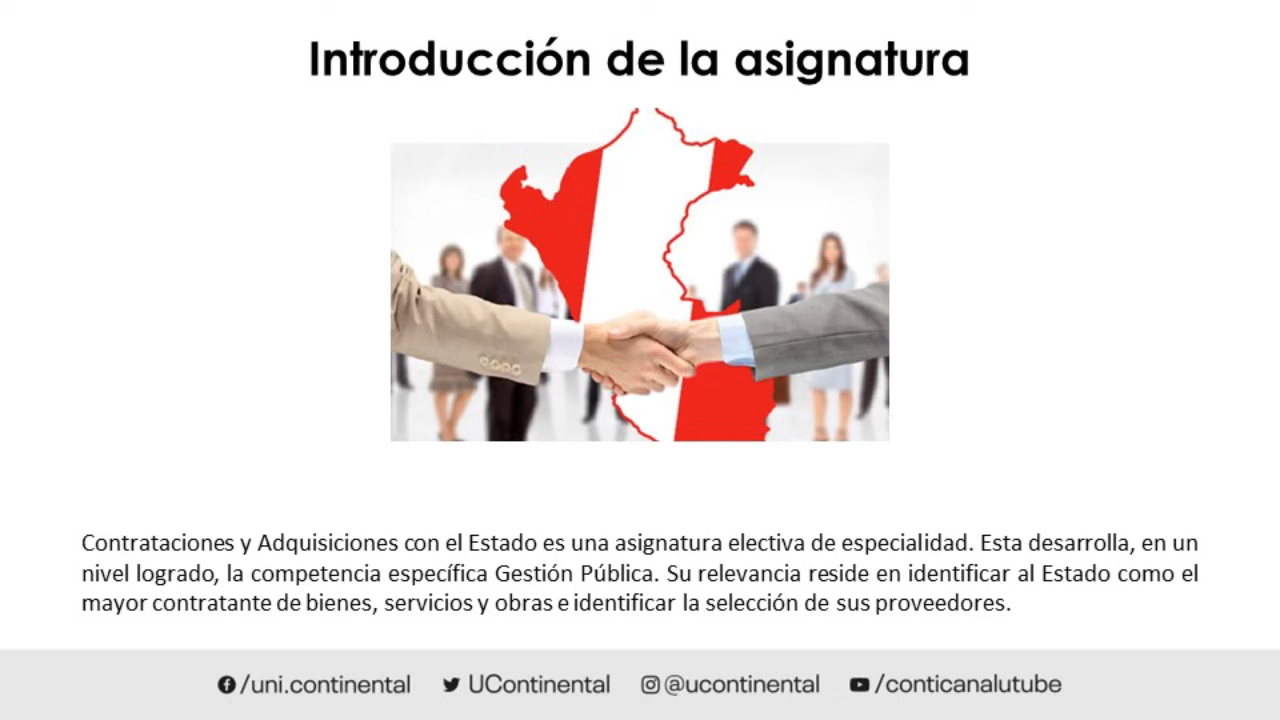 Introducción de la asignatura
Contrataciones y Adquisiciones con el Estado es una asignatura electiva de especialidad. Esta desarrolla, en un
nivel logrado, la competencia específica Gestión Pública. Su relevancia reside en identificar al Estado como el
mayor contratante de bienes, servicios y obras e identificar la selección de sus proveedores.
/uni.continental UContinental @ucontinental /conticanalutube